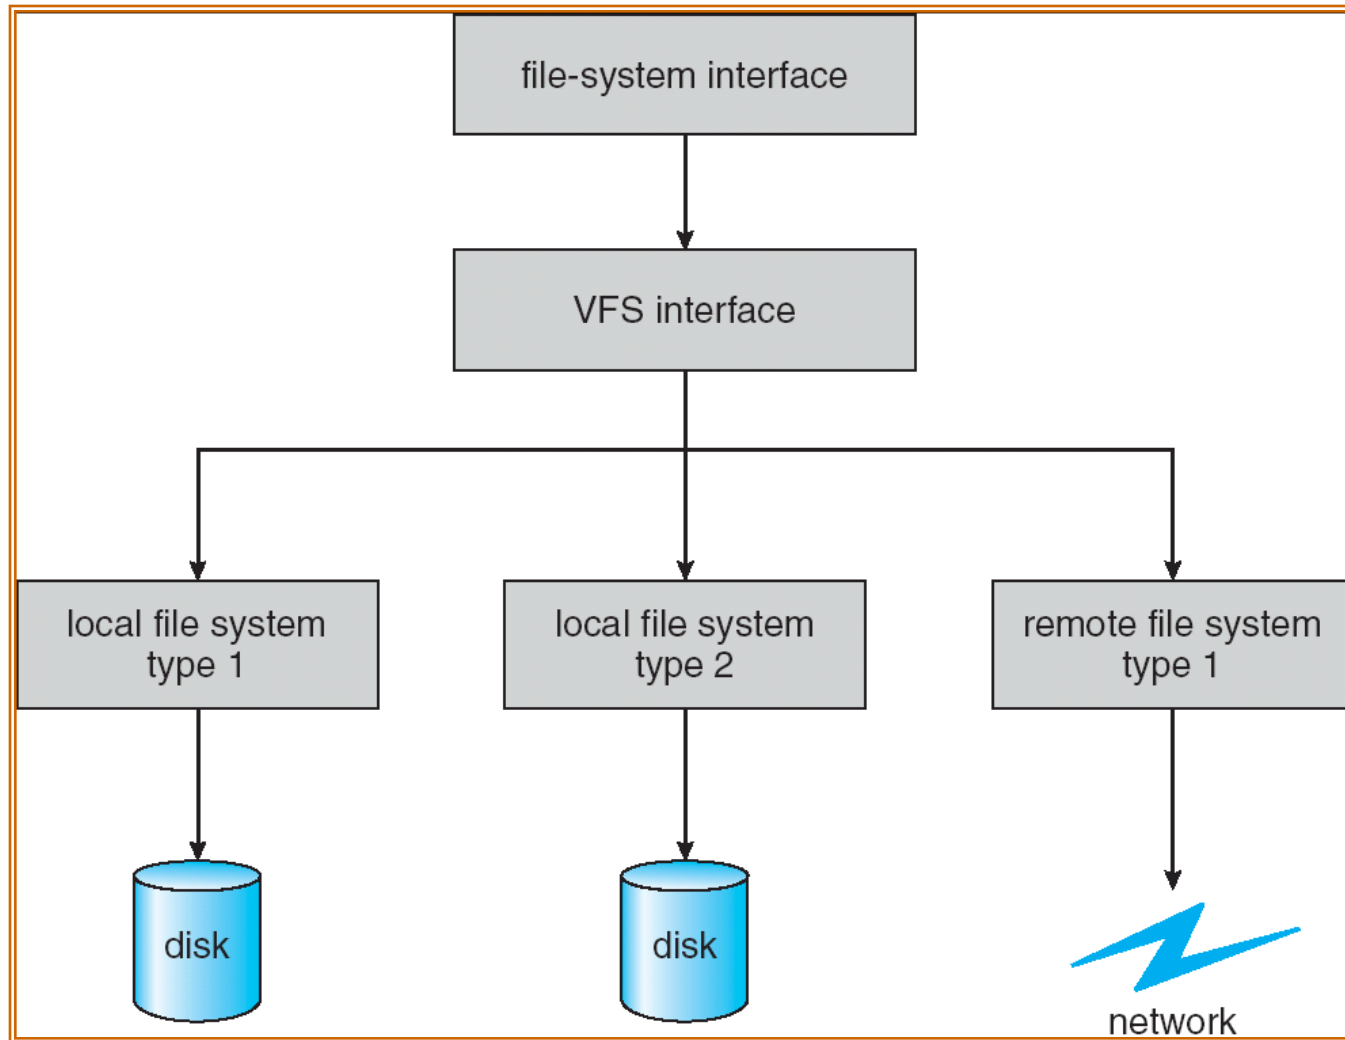 file-system interface
VFS interface
local file system
type 1
local file system
type 2
remote file system
type 1
disk
disk
network